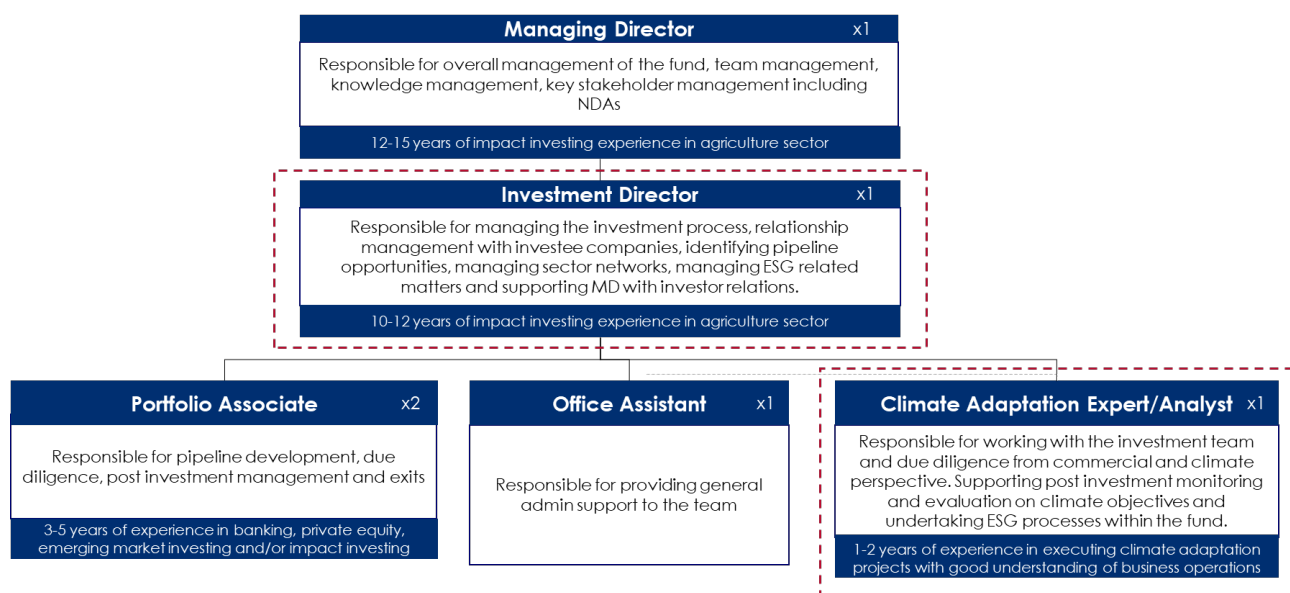 Managing Director x1
Responsible for overall management of the fund, team management,
knowledge management, key stakeholder management including
NDAs
12-15 years of impact investing experience in agriculture sector
Investment Director x1
Responsible for managing the investment process, relationship
management with investee companies, identifying pipeline
opportunities, managing sector networks, managing ESG related
matters and supporting MD with investor relations.
10-12 years of impact investing experience in agriculture sector
Portfolio Associate x2
Responsible for pipeline development, due
diligence, post investment management and exits
3-5 years of experience in banking, private equity,
emerging market investing and/or impact investing
Office Assistant x1
Responsible for providing general
admin support to the team
Climate Adaptation Expert/Analyst x1
Responsible for working with the investment team
and due diligence from commercial and climate
perspective. Supporting post investment monitoring
and evaluation on climate objectives and
undertaking ESG processes within the fund.
1-2 years of experience in executing climate adaptation
projects with good understanding of business operations